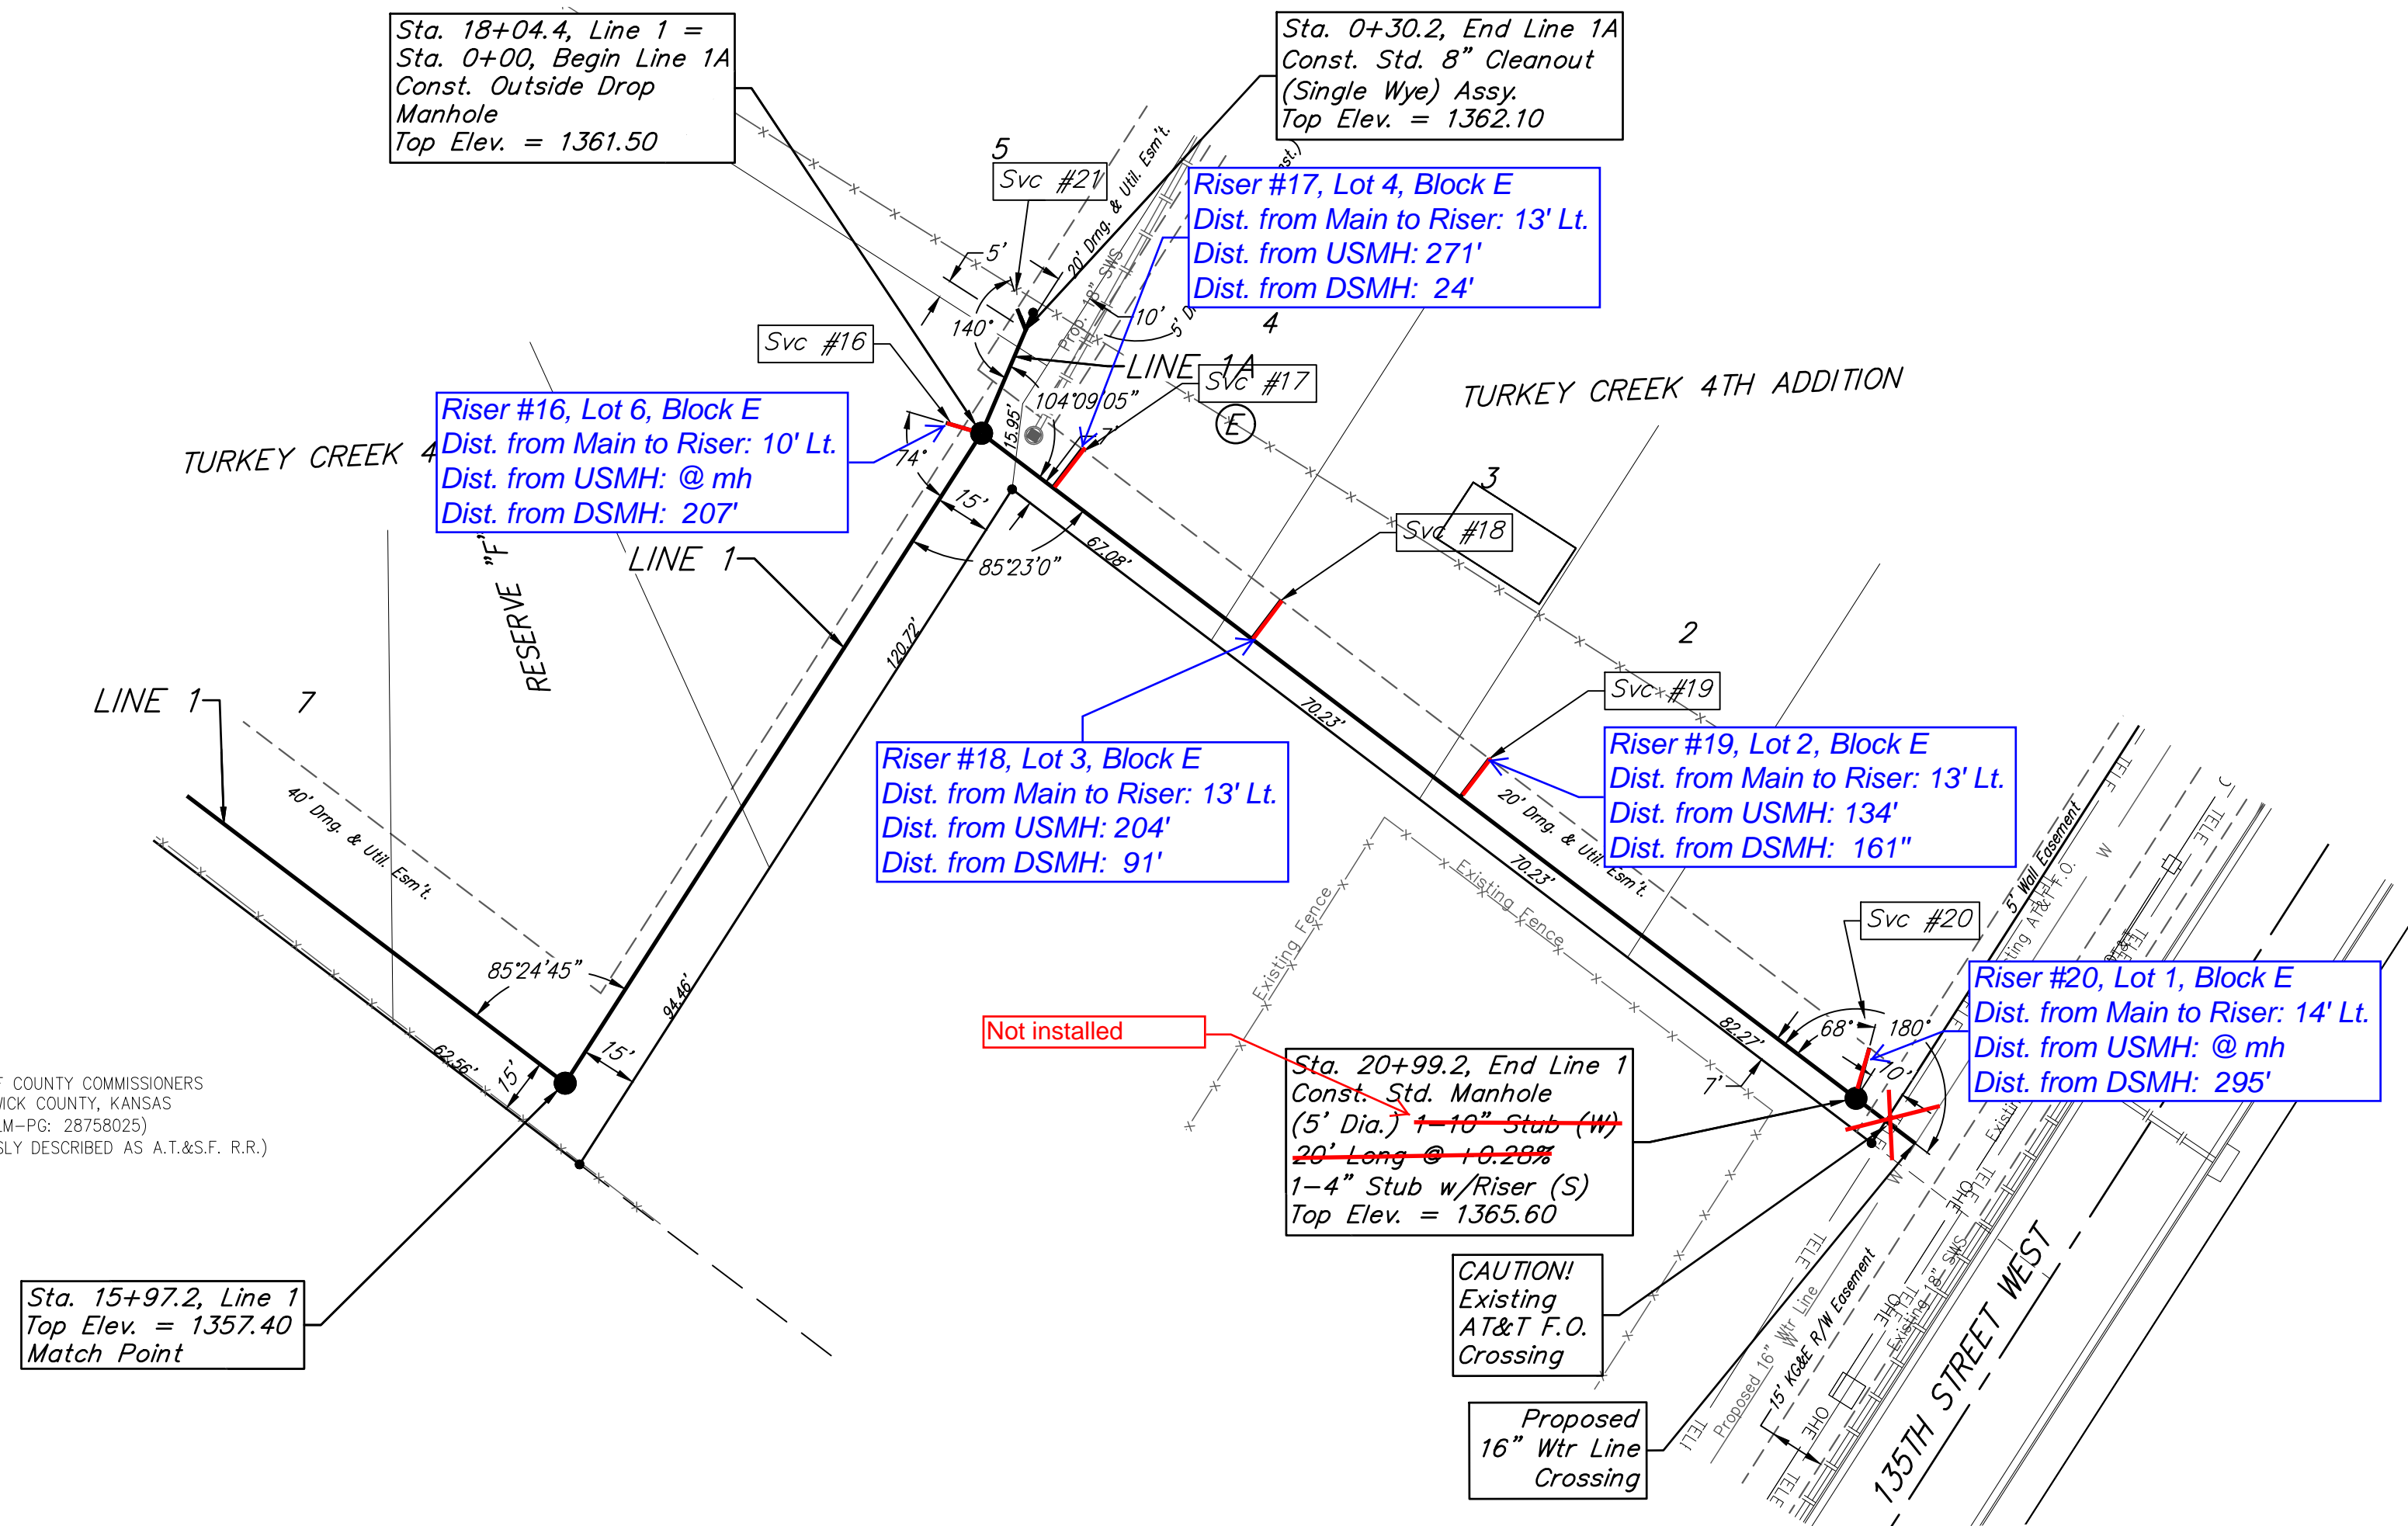 Sta. 18+04.4, Line 1 =
Sta. 0+00, Begin Line 1A
Const. Outside Drop
Manhole
Top Elev. = 1361.50
Sta. 0+30.2, End Line 1A
Const. Std. 8" Cleanout
(Single Wye) Assy.
Top Elev. = 1362.10
5
Svc #21
20' Drng. & Util. Esm't.
Riser #17, Lot 4, Block E
Dist. from Main to Riser: 13' Lt.
Dist. from USMH: 271'
Dist. from DSMH: 24'
5'
Prop. 18" SWS
10'
140°
4
Svc #16
LINE 1A
Svc #17
TURKEY CREEK 4TH ADDITION
104°09'05"
15.95'
7'
E
Riser #16, Lot 6, Block E
Dist. from Main to Riser: 10' Lt.
Dist. from USMH: @ mh
Dist. from DSMH: 207'
TURKEY CREEK 4
74°
15'
3
Svc #18
LINE 1
85°23'0"
67.08'
RESERVE "F"
120.72'
2
Svc #19
LINE 1
7
70.23'
Riser #18, Lot 3, Block E
Dist. from Main to Riser: 13' Lt.
Dist. from USMH: 204'
Dist. from DSMH: 91'
Riser #19, Lot 2, Block E
Dist. from Main to Riser: 13' Lt.
Dist. from USMH: 134'
Dist. from DSMH: 161"
40' Drng. & Util. Esm't.
20' Drng. & Util. Esm't.
70.23'
Existing Fence
Existing Fence
5' Wall Easement
Svc #20
85°24'45"
94.46'
Riser #20, Lot 1, Block E
Dist. from Main to Riser: 14' Lt.
Dist. from USMH: @ mh
Dist. from DSMH: 295'
Not installed
82.27'
68°
180°
10'
7'
62.56'
15'
15'
COUNTY COMMISSIONERS
WICK COUNTY, KANSAS
LM-PG: 28758025)
SLY DESCRIBED AS A.T.&S.F. R.R.)
Sta. 20+99.2, End Line 1
Const. Std. Manhole
(5' Dia.) 1-10" Stub (W)
20' Long @ +0.28%
1-4" Stub w/Riser (S)
Top Elev. = 1365.60
CAUTION!
Existing
AT&T F.O.
Crossing
Sta. 15+97.2, Line 1
Top Elev. = 1357.40
Match Point
Proposed
16" Wtr Line
Crossing
Proposed 16" Wtr Line
15' KG&E R/W Easement
Existing 18" SWS
TELE
OHE
135TH STREET WEST